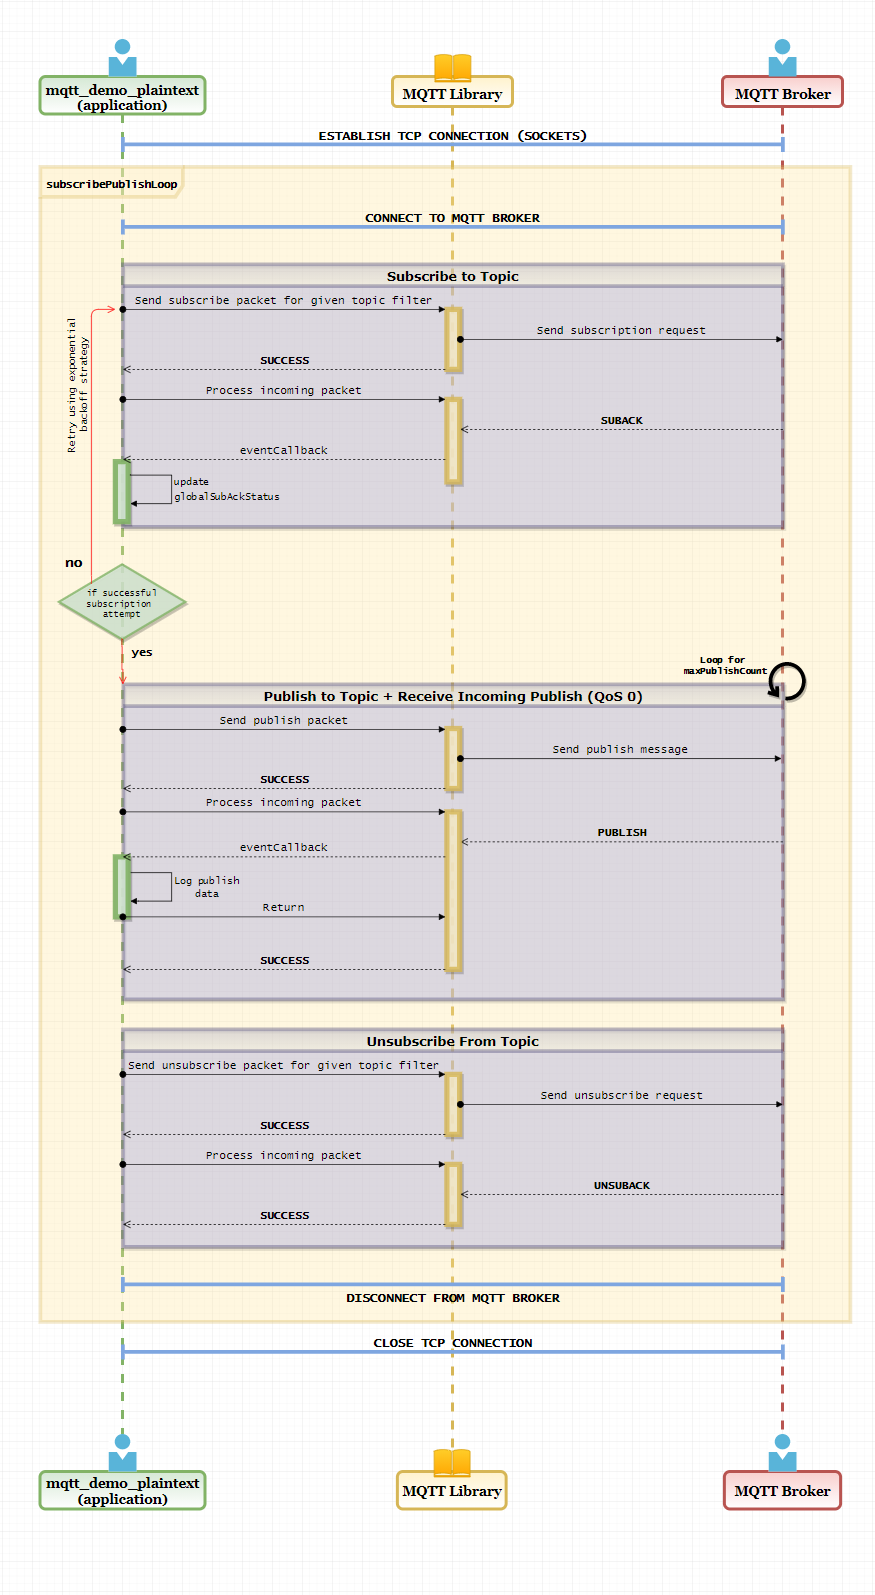 mqtt_demo_plaintext
(application)
MQTT Library
MQTT Broker
ESTABLISH TCP CONNECTION (SOCKETS)
subscribePublishLoop
CONNECT TO MQTT BROKER
Subscribe to Topic
Send subscribe packet for given topic filter
Send subscription request
SUCCESS
Retry using exponential
backoff strategy
Process incoming packet
SUBACK
eventCallback
update
globalSubAckStatus
no
if successful
subscription
attempt
yes
Loop for
maxPublishCount
Publish to Topic + Receive Incoming Publish (QoS 0)
Send publish packet
Send publish message
SUCCESS
Process incoming packet
PUBLISH
eventCallback
Log publish
data
Return
SUCCESS
Unsubscribe From Topic
Send unsubscribe packet for given topic filter
Send unsubscribe request
SUCCESS
Process incoming packet
UNSUBACK
SUCCESS
DISCONNECT FROM MQTT BROKER
CLOSE TCP CONNECTION
mqtt_demo_plaintext
(application)
MQTT Library
MQTT Broker